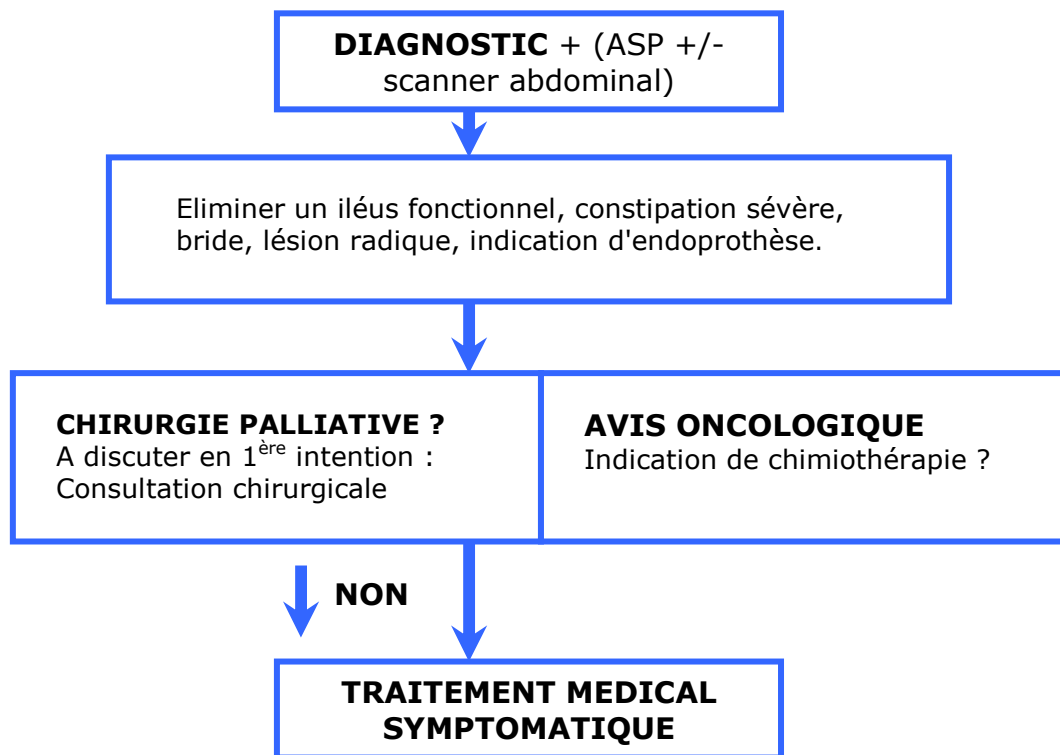 DIAGNOSTIC + (ASP +/-
scanner abdominal)
Eliminer un iléus fonctionnel, constipation sévère,
bride, lésion radique, indication d'endoprothèse.
CHIRURGIE PALLIATIVE ?
A discuter en 1ère intention :
Consultation chirurgicale
AVIS ONCOLOGIQUE
Indication de chimiothérapie ?
NON
TRAITEMENT MEDICAL
SYMPTOMATIQUE